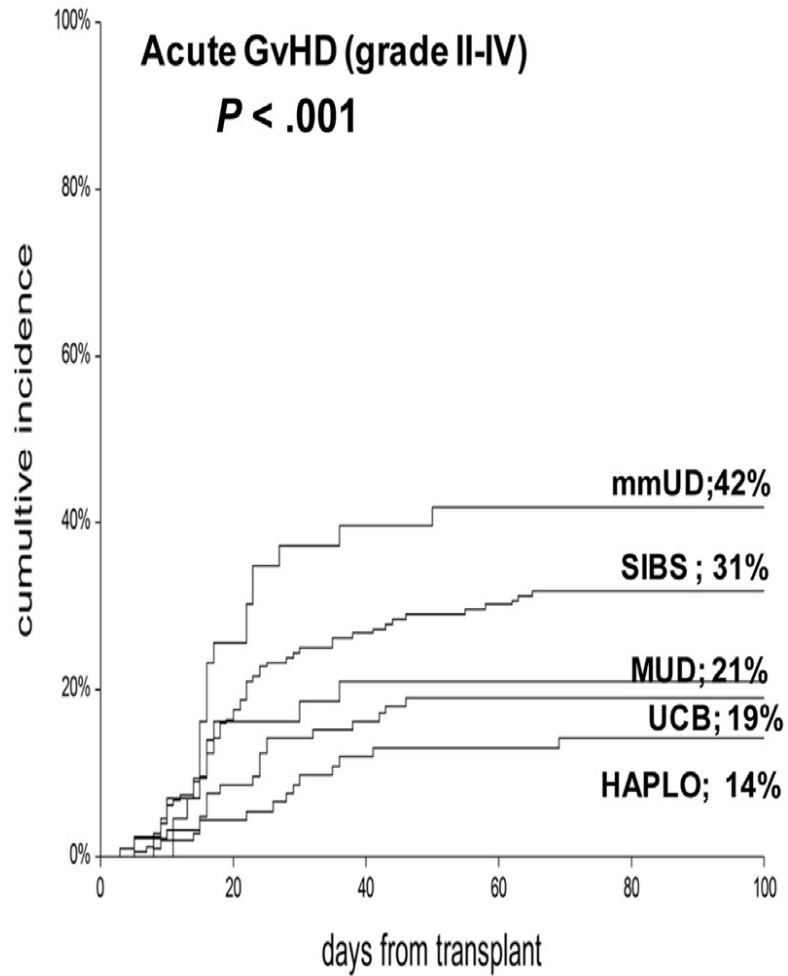 100%
Acute GvHD (grade II-IV)
P < .001
80%
60%
40%
20%
0%
cumultive incidence
mmUD;42%
SIBS ; 31%
MUD; 21%
UCB; 19%
HAPLO; 14%
0 20 40 60 80 100
days from transplant